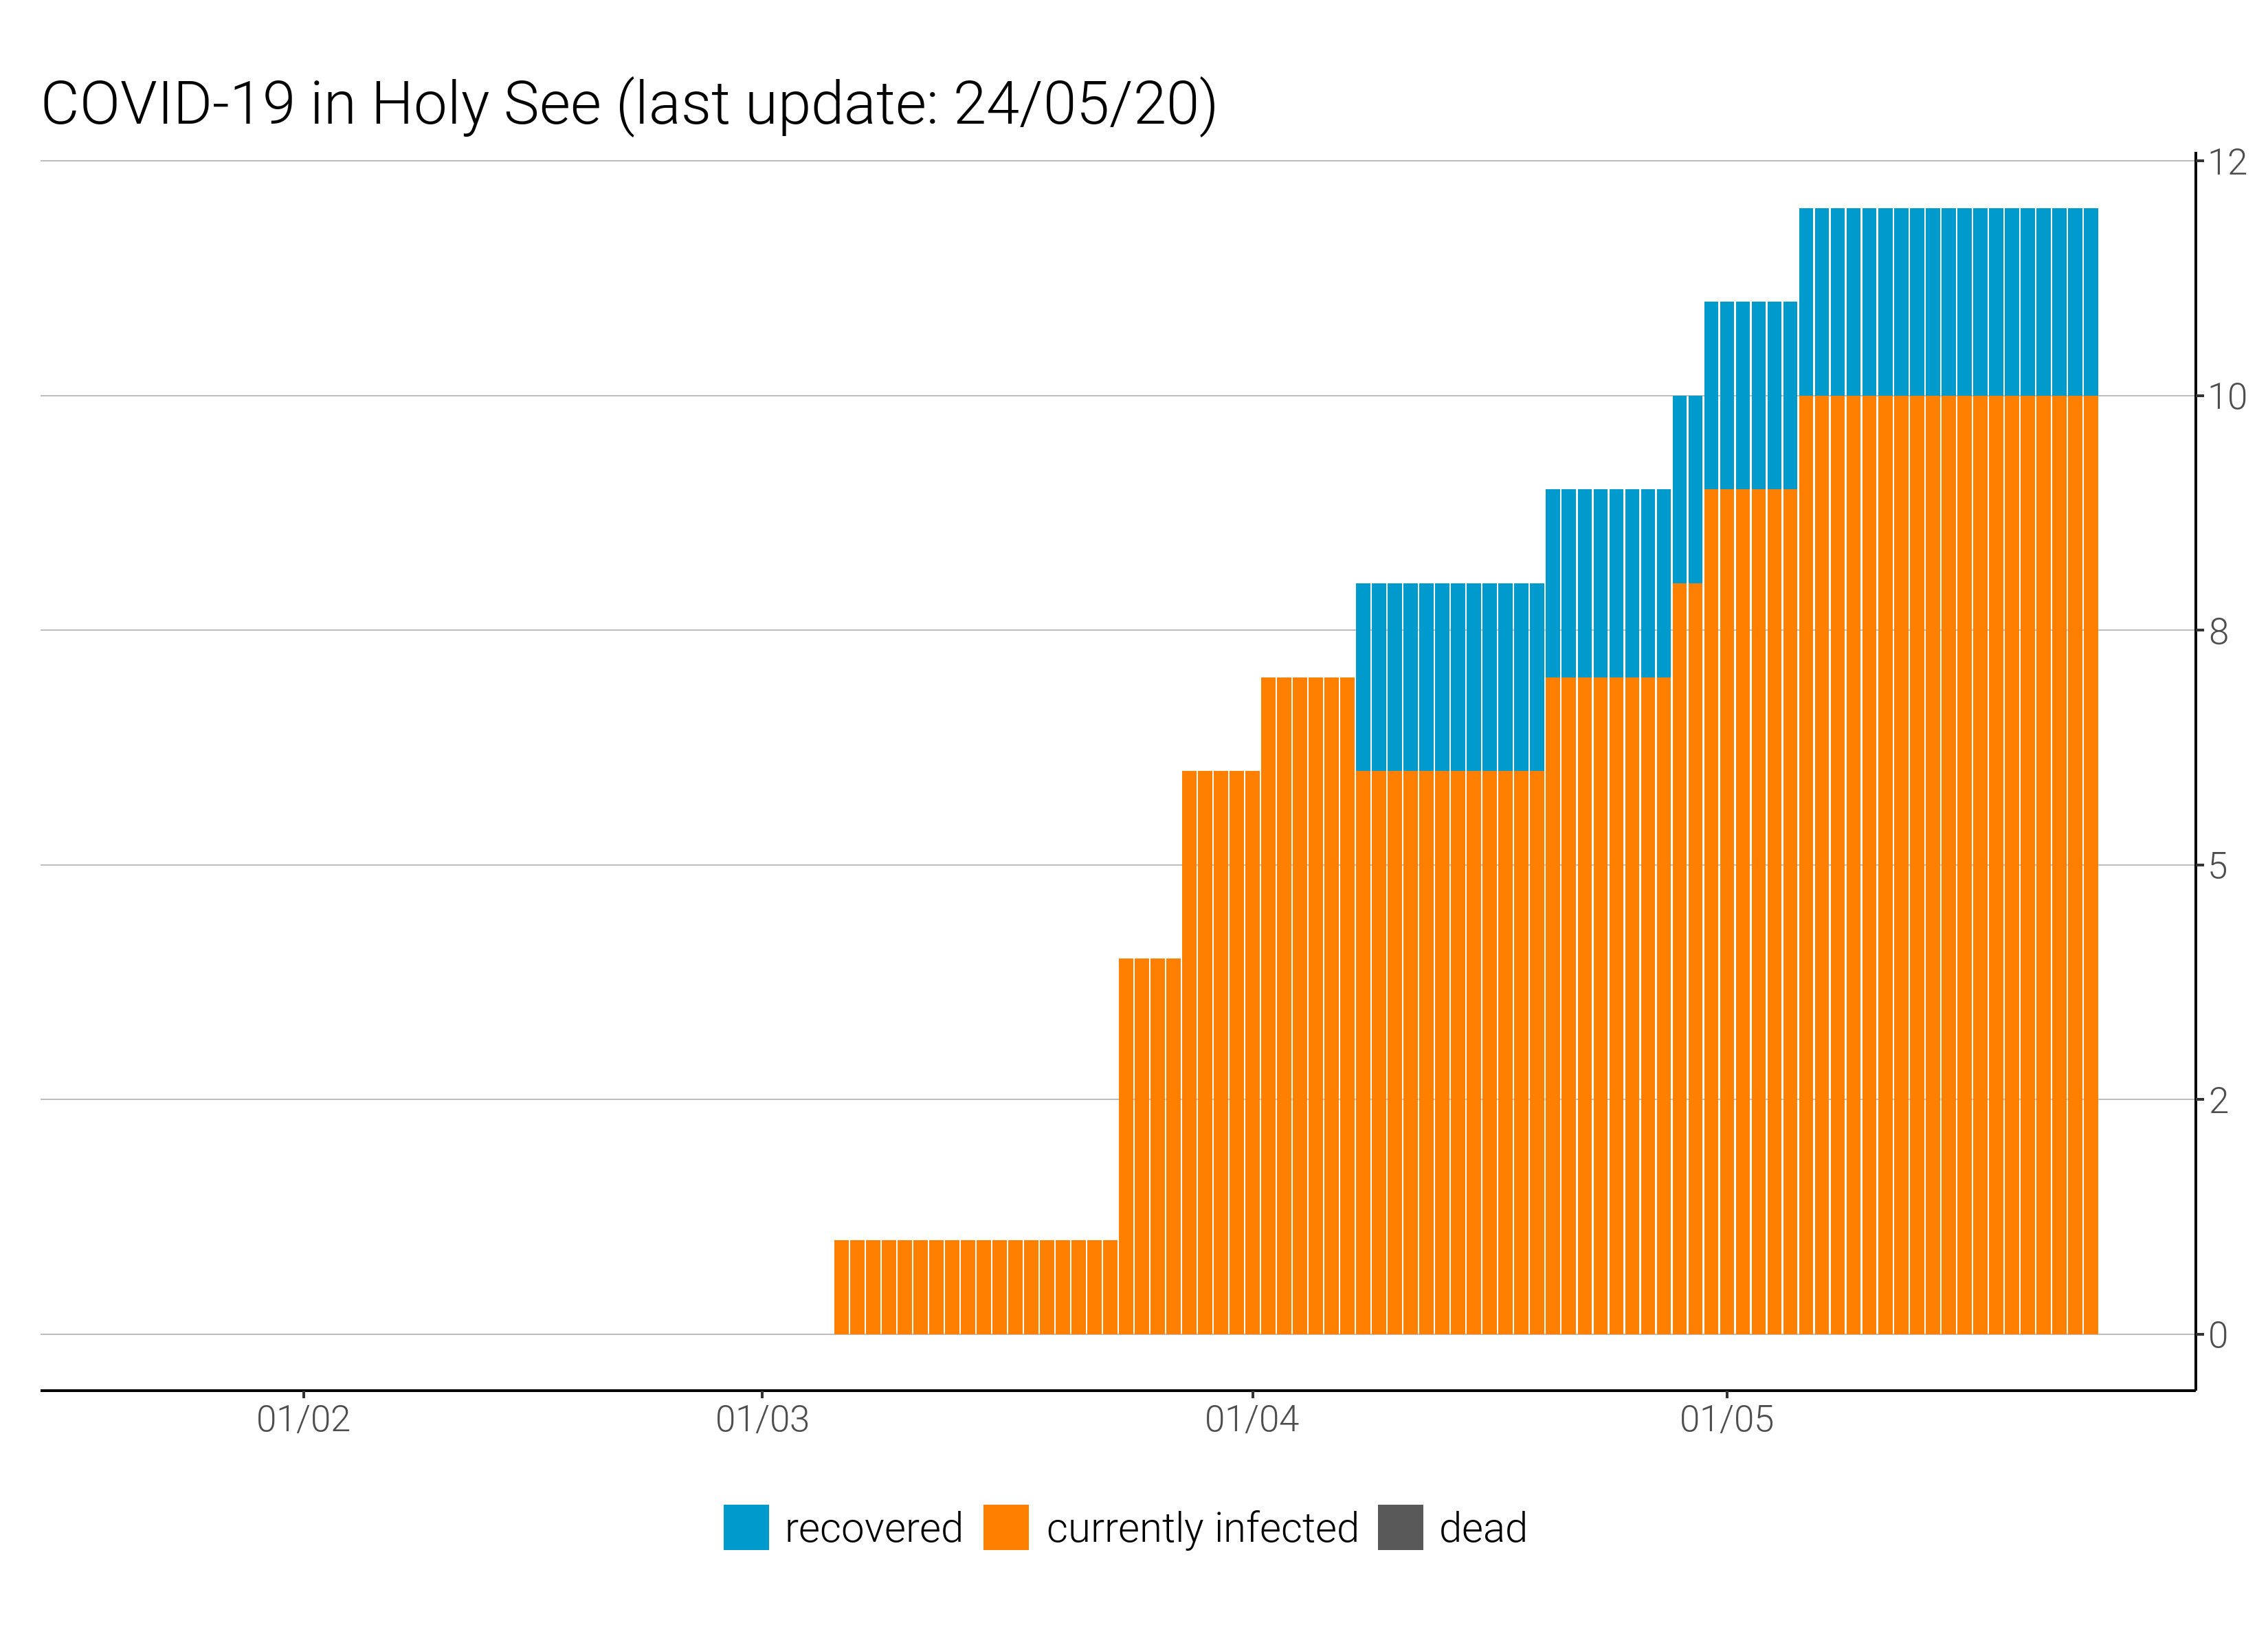 COVID-19 in Holy See (last update: 24/05/20)
12
10
8
5
2
0
01/02 01/03 01/04 01/05
recovered currently infected dead